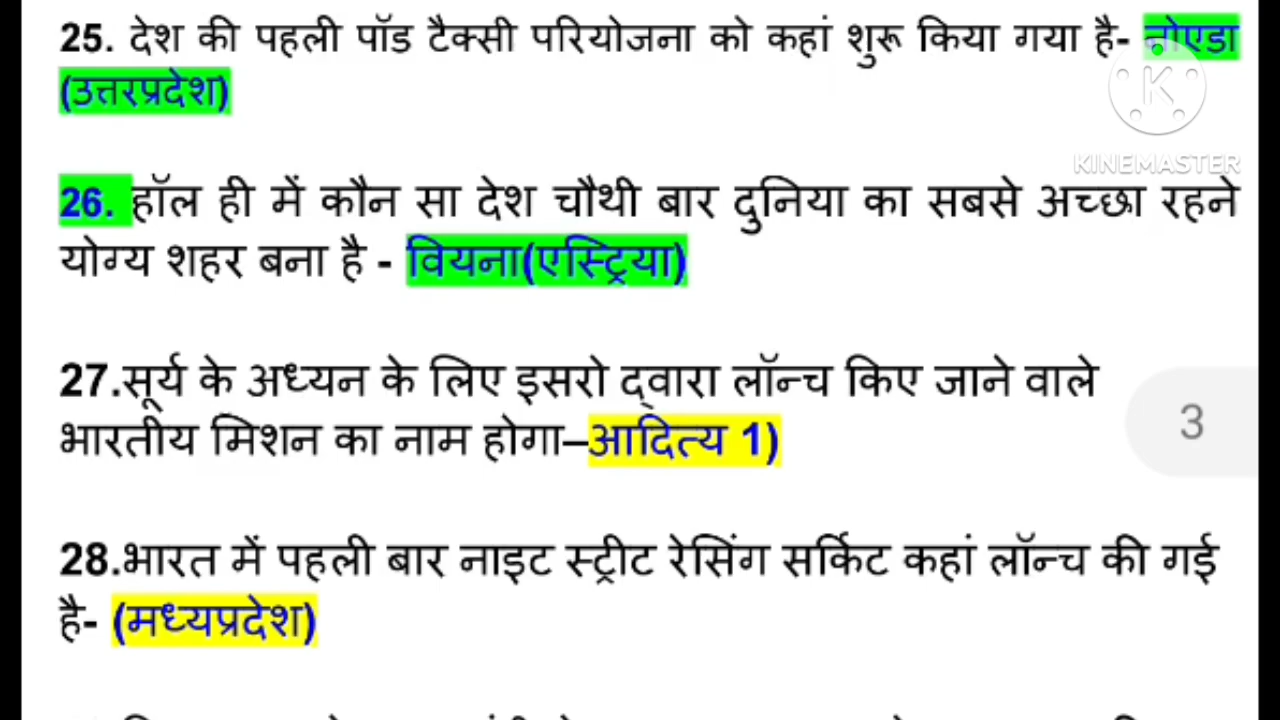 25. देश की पहली पॉड टैक्सी परियोजना को कहां शुरू किया गया है- नोएडा
(उत्तरप्रदेश)
K
KINEMASTER
26. हॉल ही में कौन सा देश चौथी बार दुनिया का सबसे अच्छा रहने
योग्य शहर बना है - वियना(एस्ट्रिया)
27.सूर्य के अध्यन के लिए इसरो द्वारा लॉन्च किए जाने वाले
भारतीय मिशन का नाम होगा–आदित्य 1)
3
28.भारत में पहली बार नाइट स्ट्रीट रेसिंग सर्किट कहां लॉन्च की गई
है- (मध्यप्रदेश)